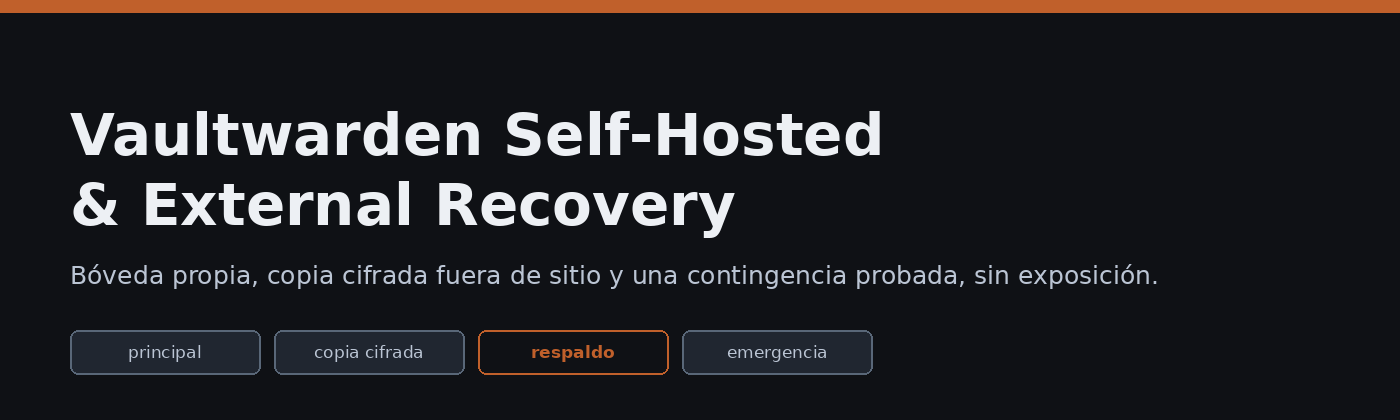 Vaultwarden Self-Hosted
& External Recovery
Bóveda propia, copia cifrada fuera de sitio y una contingencia probada, sin exposición.
principal
copia cifrada
respaldo
emergencia